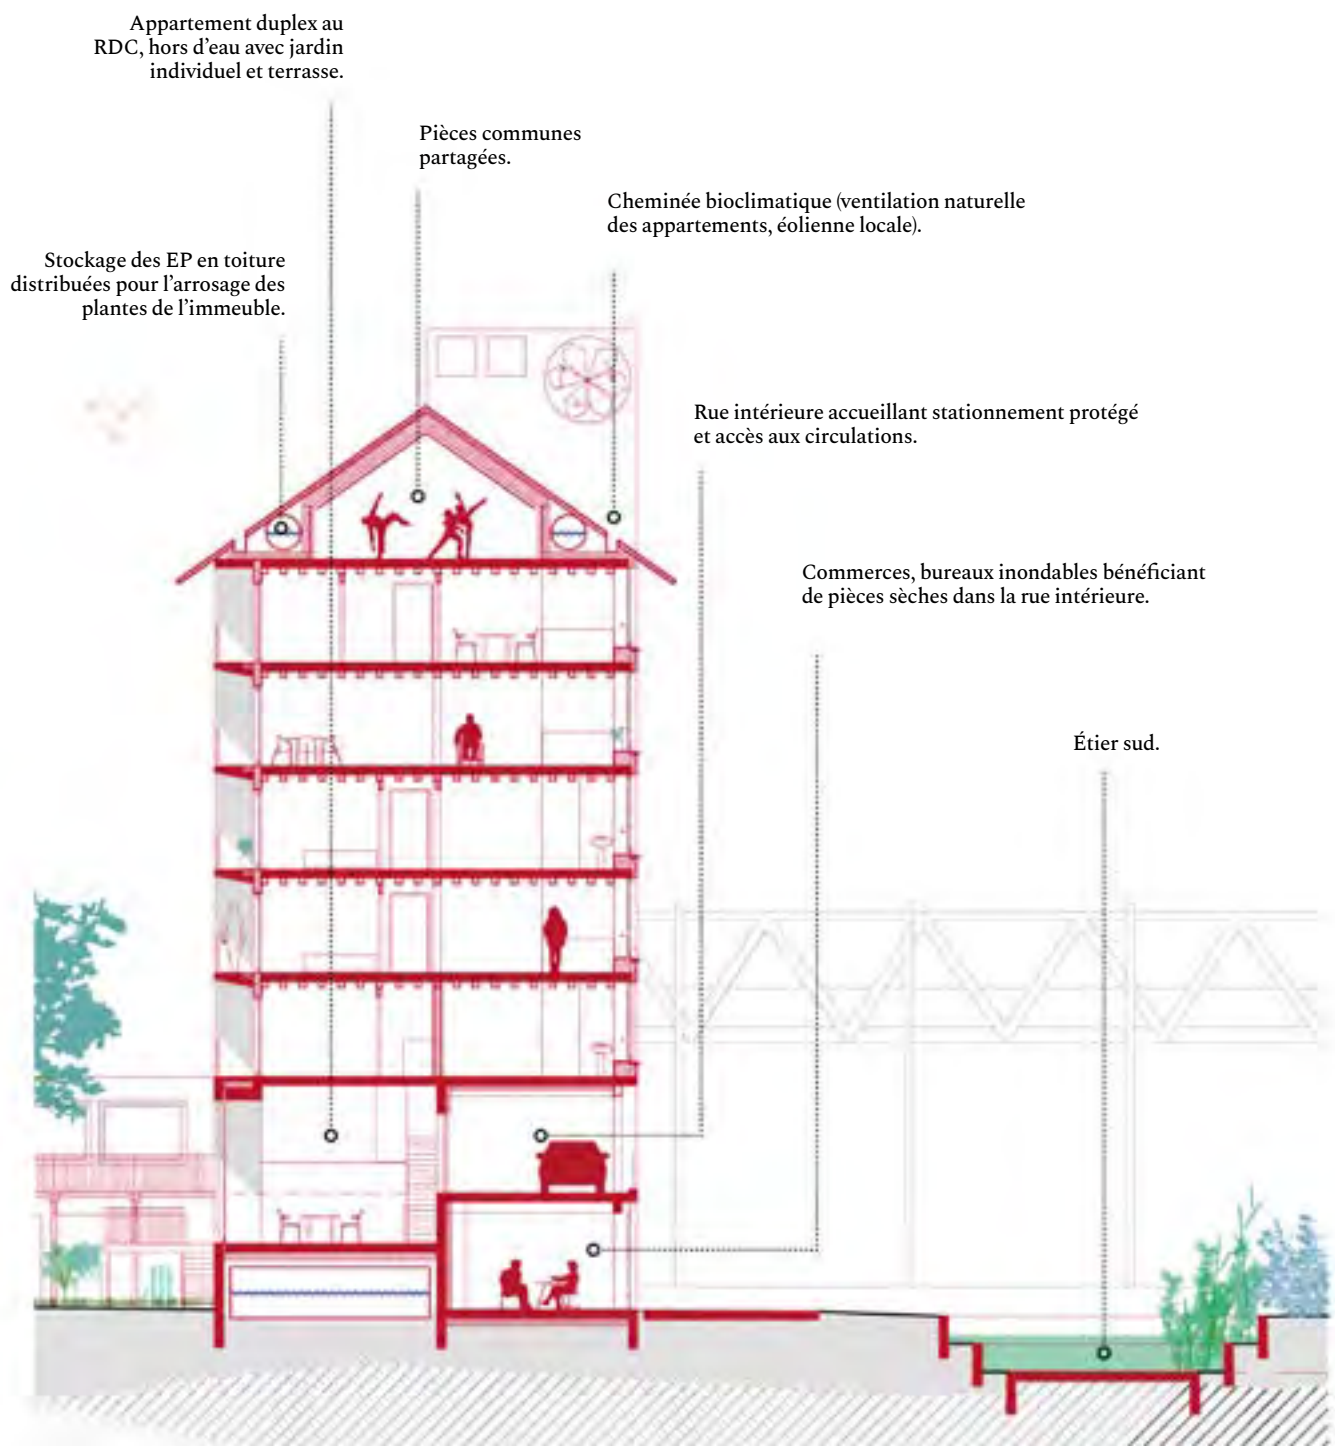 Appartement duplex au
RDC, hors d'eau avec jardin
individuel et terrasse.
Pièces communes
partagées.
Cheminée bioclimatique (ventilation naturelle
des appartements, éolienne locale).
Stockage des EP en toiture
distribuées pour l'arrosage des
plantes de l'immeuble.
Rue intérieure accueillant stationnement protégé
et accès aux circulations.
Commerces, bureaux inondables bénéficiant
de pièces sèches dans la rue intérieure.
Étier sud.